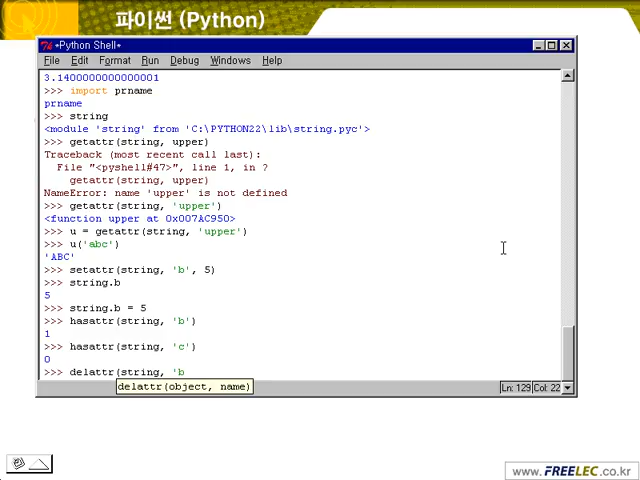 파이썬 (Python)
*Python Shell*
File Edit Format Run Debug Windows Help
3.1400000000000001
>>> import prname
prname
>>> string
<module 'string' from 'C:\PYTHON22\lib\string.pyc'>
>>> getattr(string, upper)
Traceback (most recent call last):
  File "<pyshell#47>", line 1, in ?
    getattr(string, upper)
NameError: name 'upper' is not defined
>>> getattr(string, 'upper')
<function upper at 0x007AC950>
>>> u = getattr(string, 'upper')
>>> u('abc')
'ABC'
>>> setattr(string, 'b', 5)
>>> string.b
5
>>> string.b = 5
>>> hasattr(string, 'b')
1
>>> hasattr(string, 'c')
0
>>> delattr(string, 'b
delattr(object, name)
Ln: 129 Col: 22
www.FREELEC.co.kr